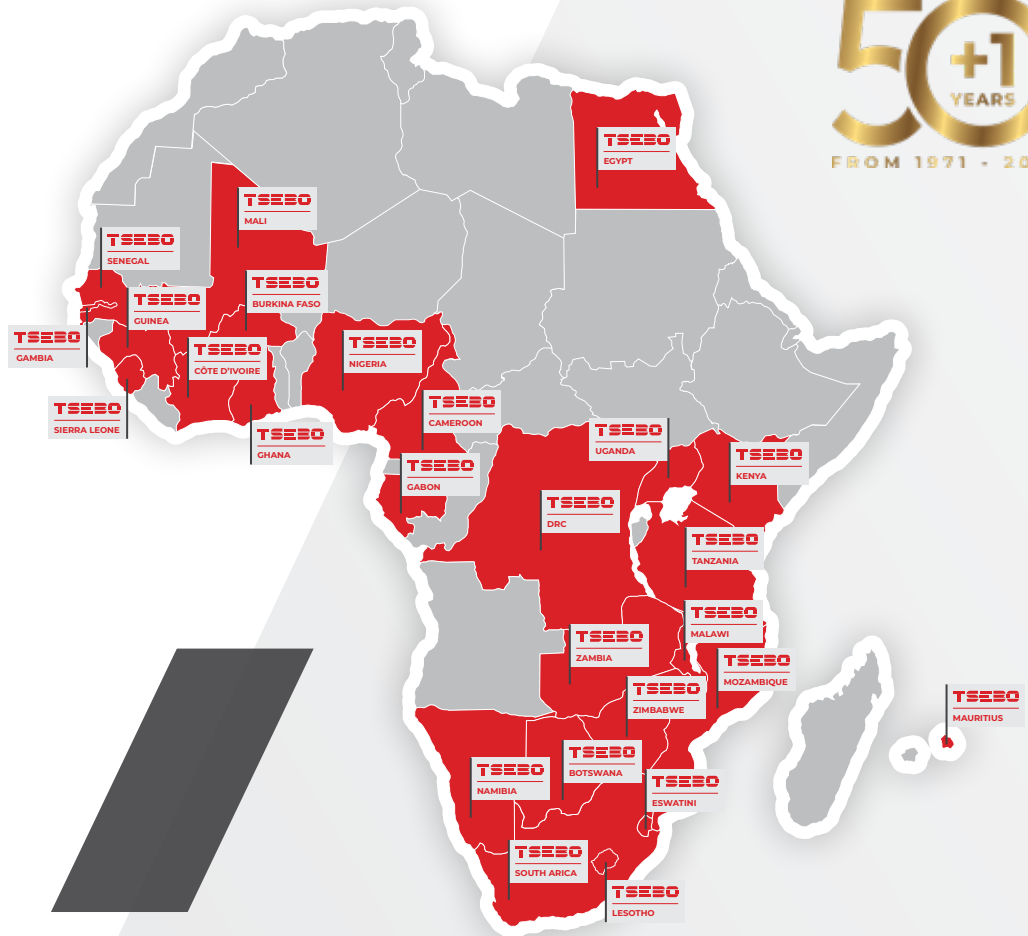 50
+1
YEARS
FROM 1971 - 20
TSEBO
EGYPT
TSEBO
MALI
TSEBO
SENEGAL
TSEBO
BURKINA FASO
TSEBO
GUINEA
TSEBO
GAMBIA
TSEBO
CÔTE D'IVOIRE
TSEBO
NIGERIA
TSEBO
SIERRA LEONE
TSEBO
GHANA
TSEBO
CAMEROON
TSEBO
UGANDA
TSEBO
KENYA
TSEBO
GABON
TSEBO
DRC
TSEBO
TANZANIA
TSEBO
MALAWI
TSEBO
ZAMBIA
TSEBO
MOZAMBIQUE
TSEBO
ZIMBABWE
TSEBO
MAURITIUS
TSEBO
BOTSWANA
TSEBO
NAMIBIA
TSEBO
ESWATINI
TSEBO
SOUTH ARICA
TSEBO
LESOTHO